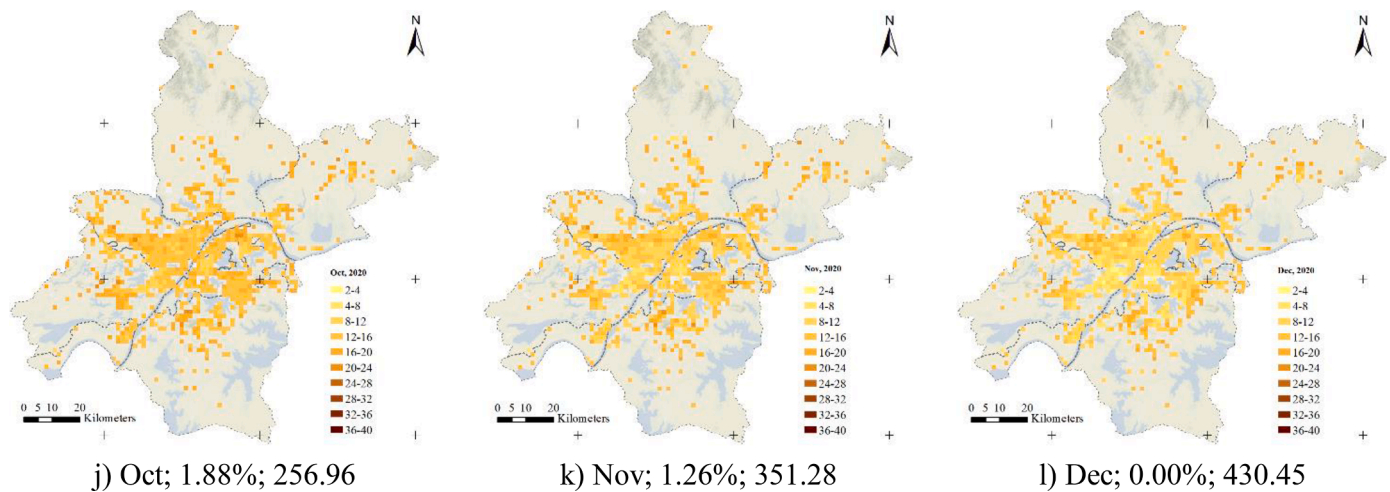 N
Oct, 2020
2-4
4-8
8-12
12-16
16-20
20-24
24-28
28-32
32-36
36-40
0 5 10 20
Kilometers
j) Oct; 1.88%; 256.96
N
Nov, 2020
2-4
4-8
8-12
12-16
16-20
20-24
24-28
28-32
32-36
36-40
0 5 10 20
Kilometers
k) Nov; 1.26%; 351.28
N
Dec, 2020
2-4
4-8
8-12
12-16
16-20
20-24
24-28
28-32
32-36
36-40
0 5 10 20
Kilometers
l) Dec; 0.00%; 430.45